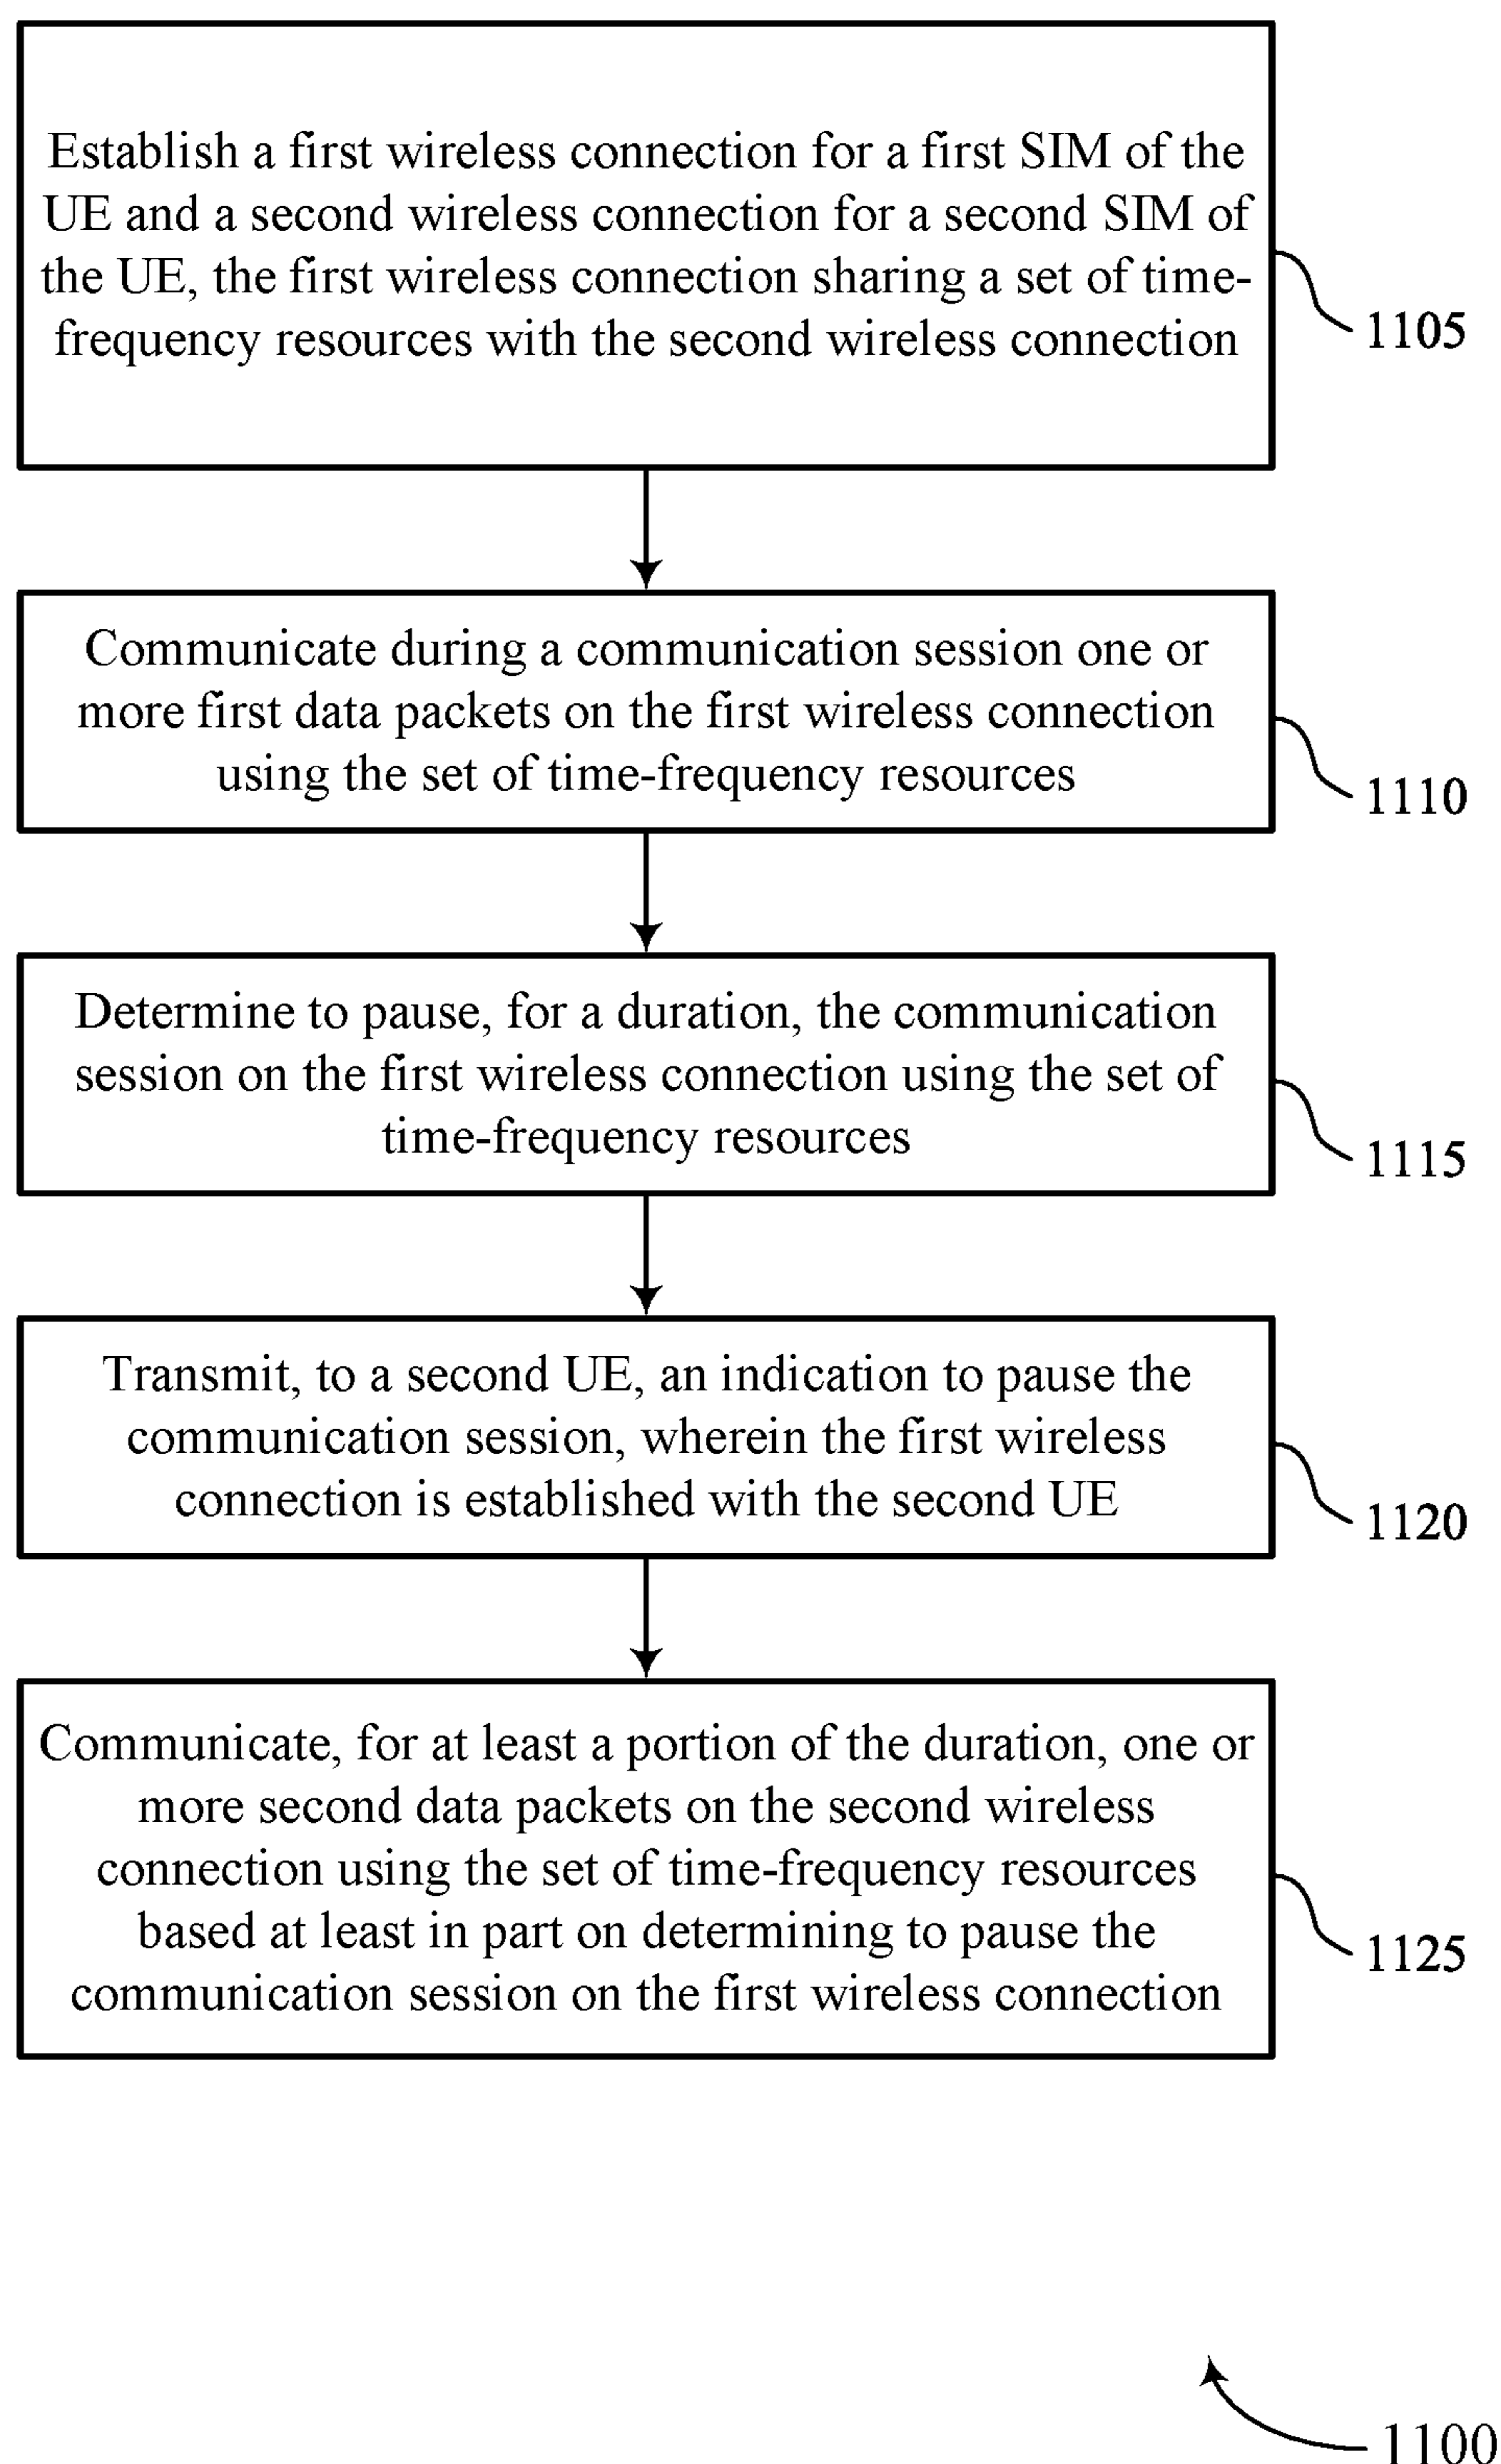 Establish a first wireless connection for a first SIM of the
UE and a second wireless connection for a second SIM of
the UE, the first wireless connection sharing a set of time-
frequency resources with the second wireless connection
1105
Communicate during a communication session one or
more first data packets on the first wireless connection
using the set of time-frequency resources
1110
Determine to pause, for a duration, the communication
session on the first wireless connection using the set of
time-frequency resources
1115
Transmit, to a second UE, an indication to pause the
communication session, wherein the first wireless
connection is established with the second UE
1120
Communicate, for at least a portion of the duration, one or
more second data packets on the second wireless
connection using the set of time-frequency resources
based at least in part on determining to pause the
communication session on the first wireless connection
1125
1100